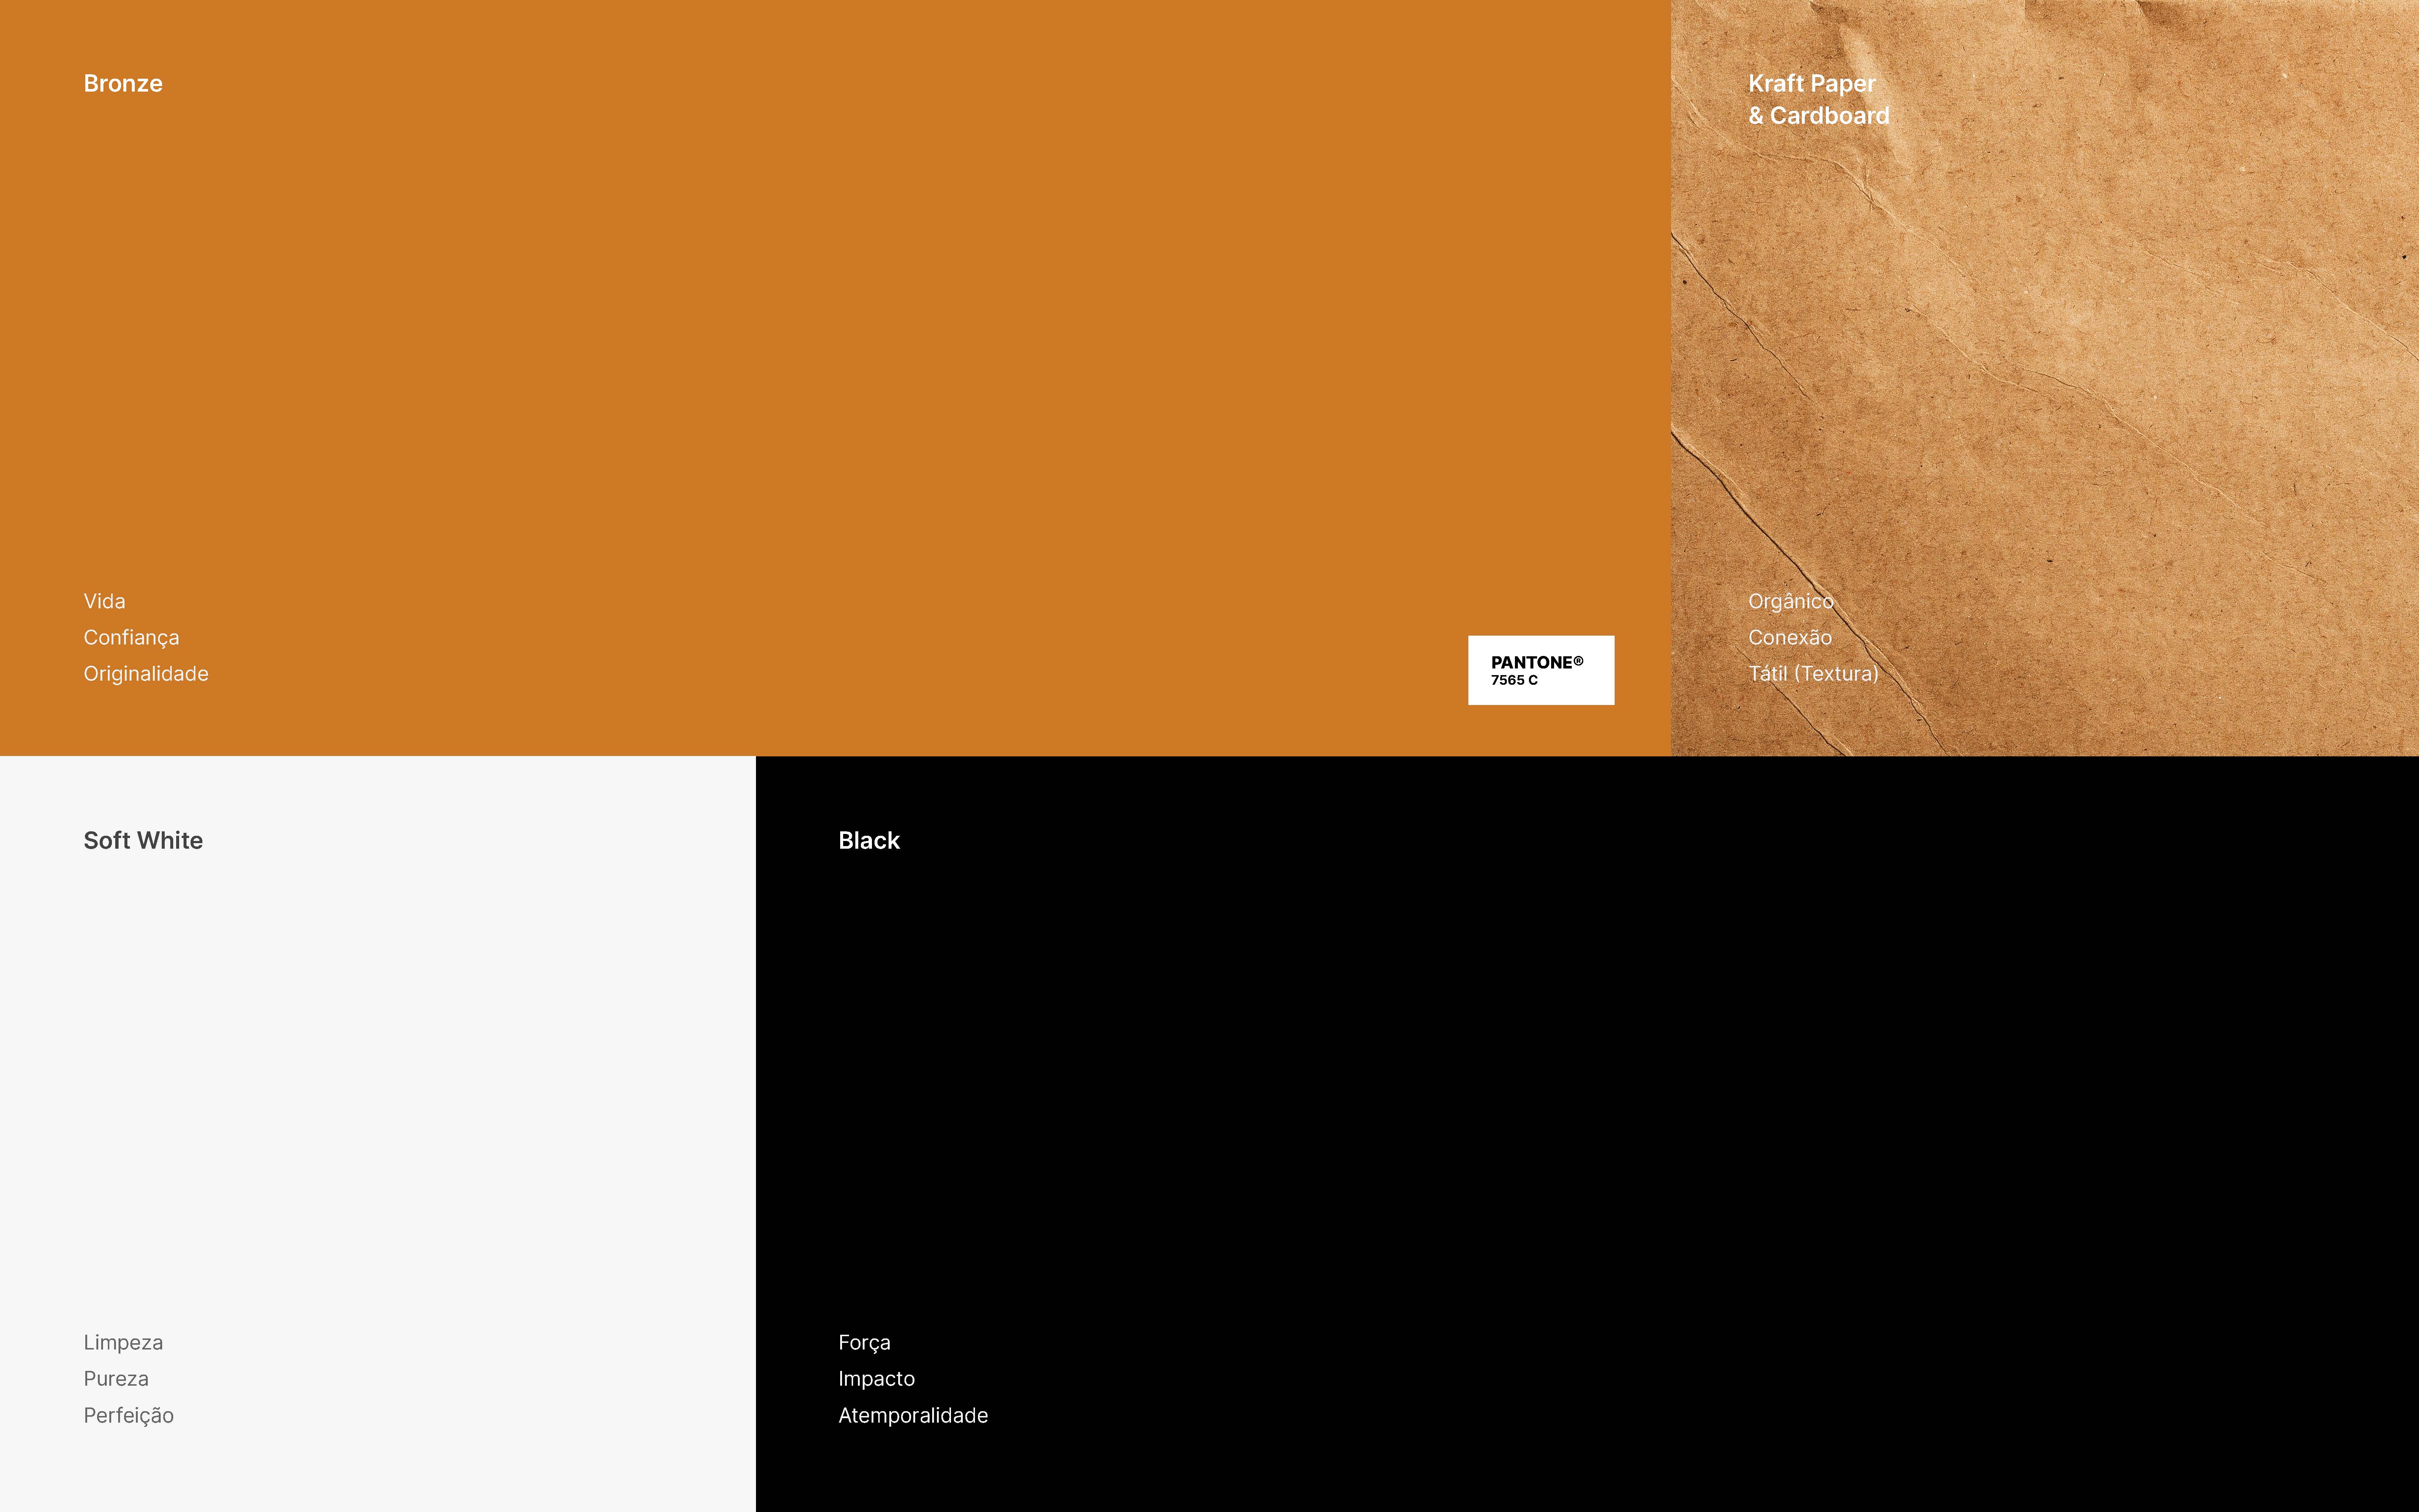 Bronze
Vida
Confiança
Originalidade
PANTONE®
7565 C
Kraft Paper
& Cardboard
Orgânico
Conexão
Tátil (Textura)
Soft White
Limpeza
Pureza
Perfeição
Black
Força
Impacto
Atemporalidade